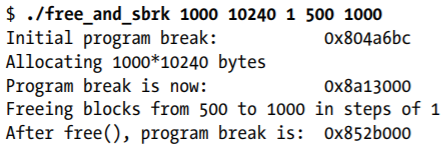 $ ./free_and_sbrk 1000 10240 1 500 1000
Initial program break:          0x804a6bc
Allocating 1000*10240 bytes
Program break is now:           0x8a13000
Freeing blocks from 500 to 1000 in steps of 1
After free(), program break is: 0x852b000